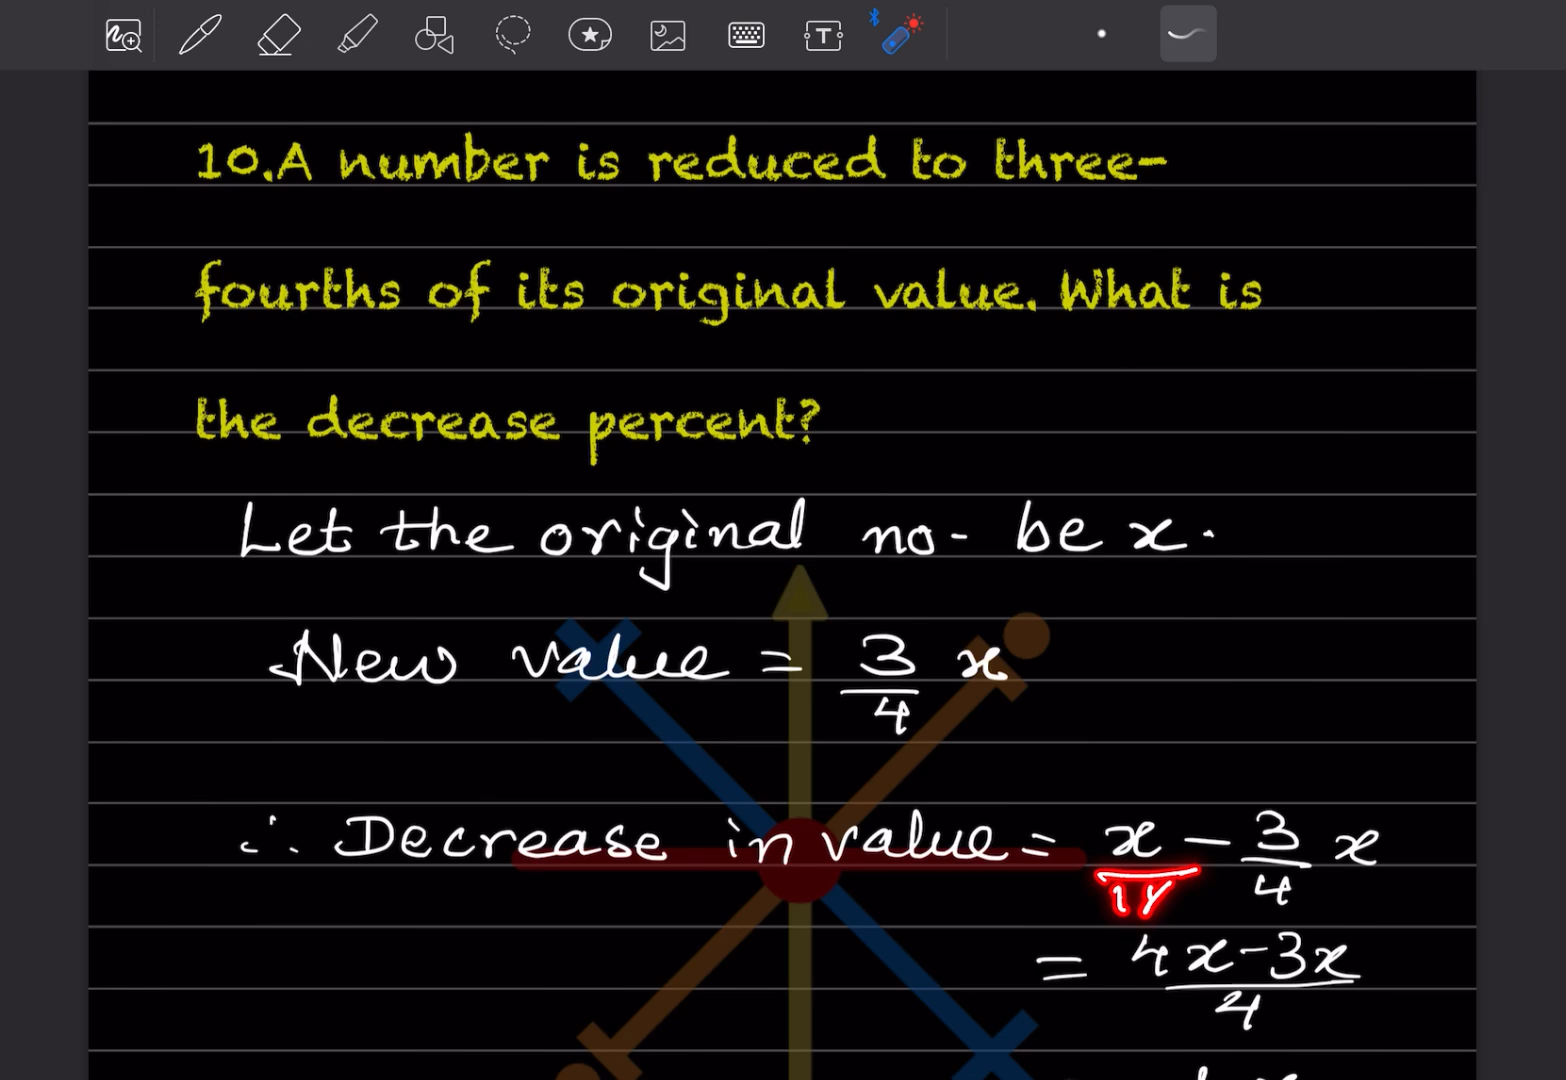 10.A number is reduced to three-
fourths of its original value. What is
the decrease percent?
Let the original no- be x.
New value = 3/4 x
∴ Decrease in value = x - 3/4 x
= 4x-3x/4